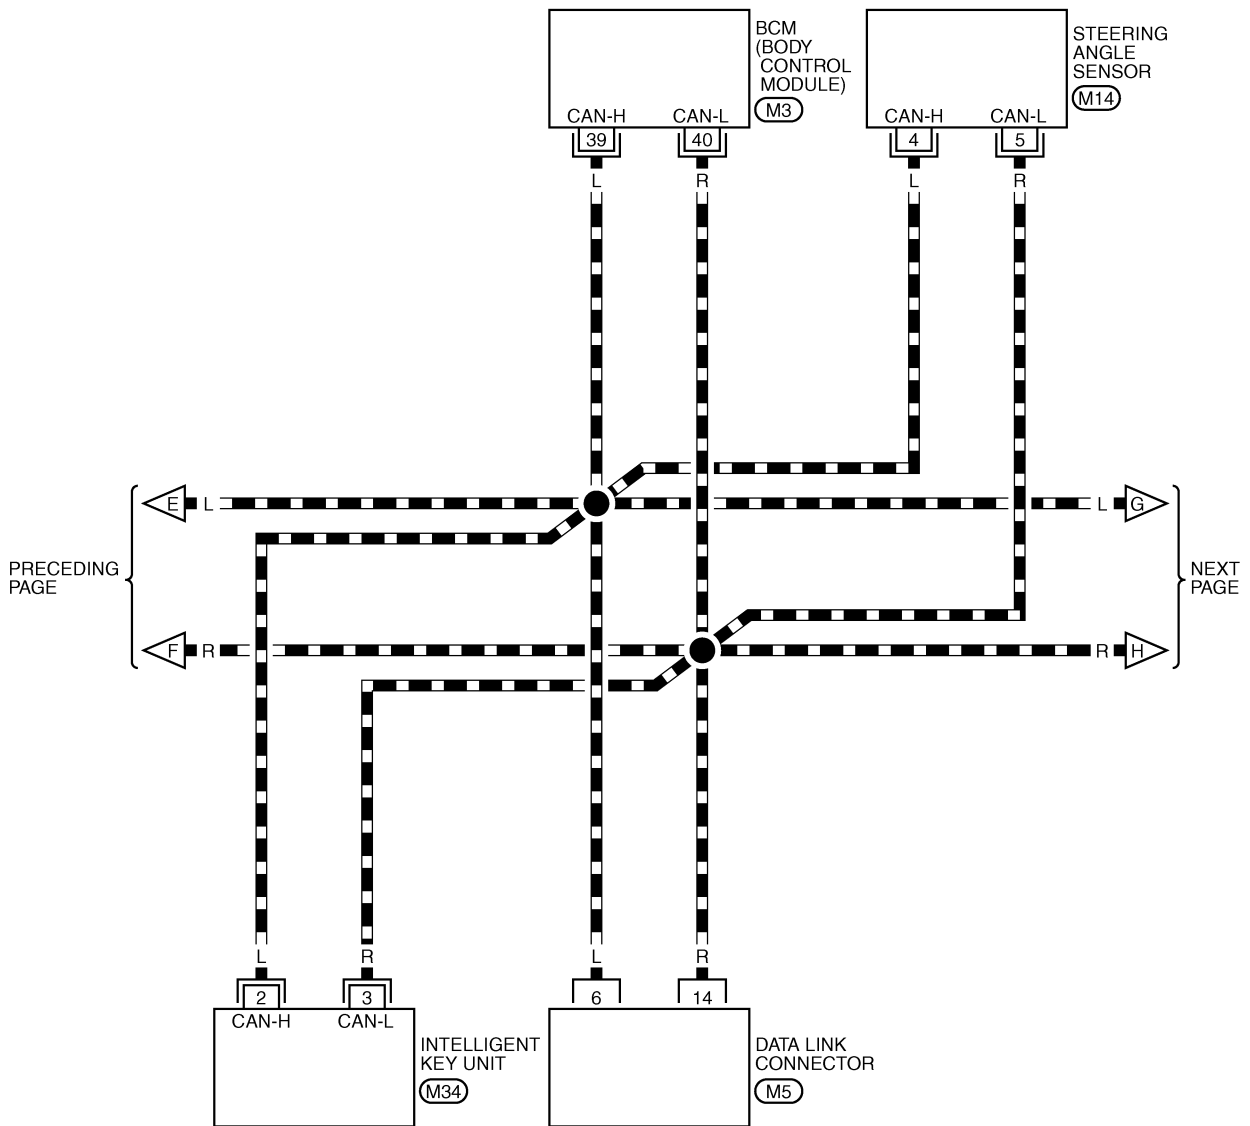 BCM
(BODY
CONTROL
MODULE)
M3
STEERING
ANGLE
SENSOR
M14
CAN-H CAN-L
CAN-H CAN-L
39 40
4 5
L R
L R
E L
L G
PRECEDING
PAGE
NEXT
PAGE
F R
R H
L R
L R
2 3
6 14
CAN-H CAN-L
INTELLIGENT
KEY UNIT
M34
DATA LINK
CONNECTOR
M5